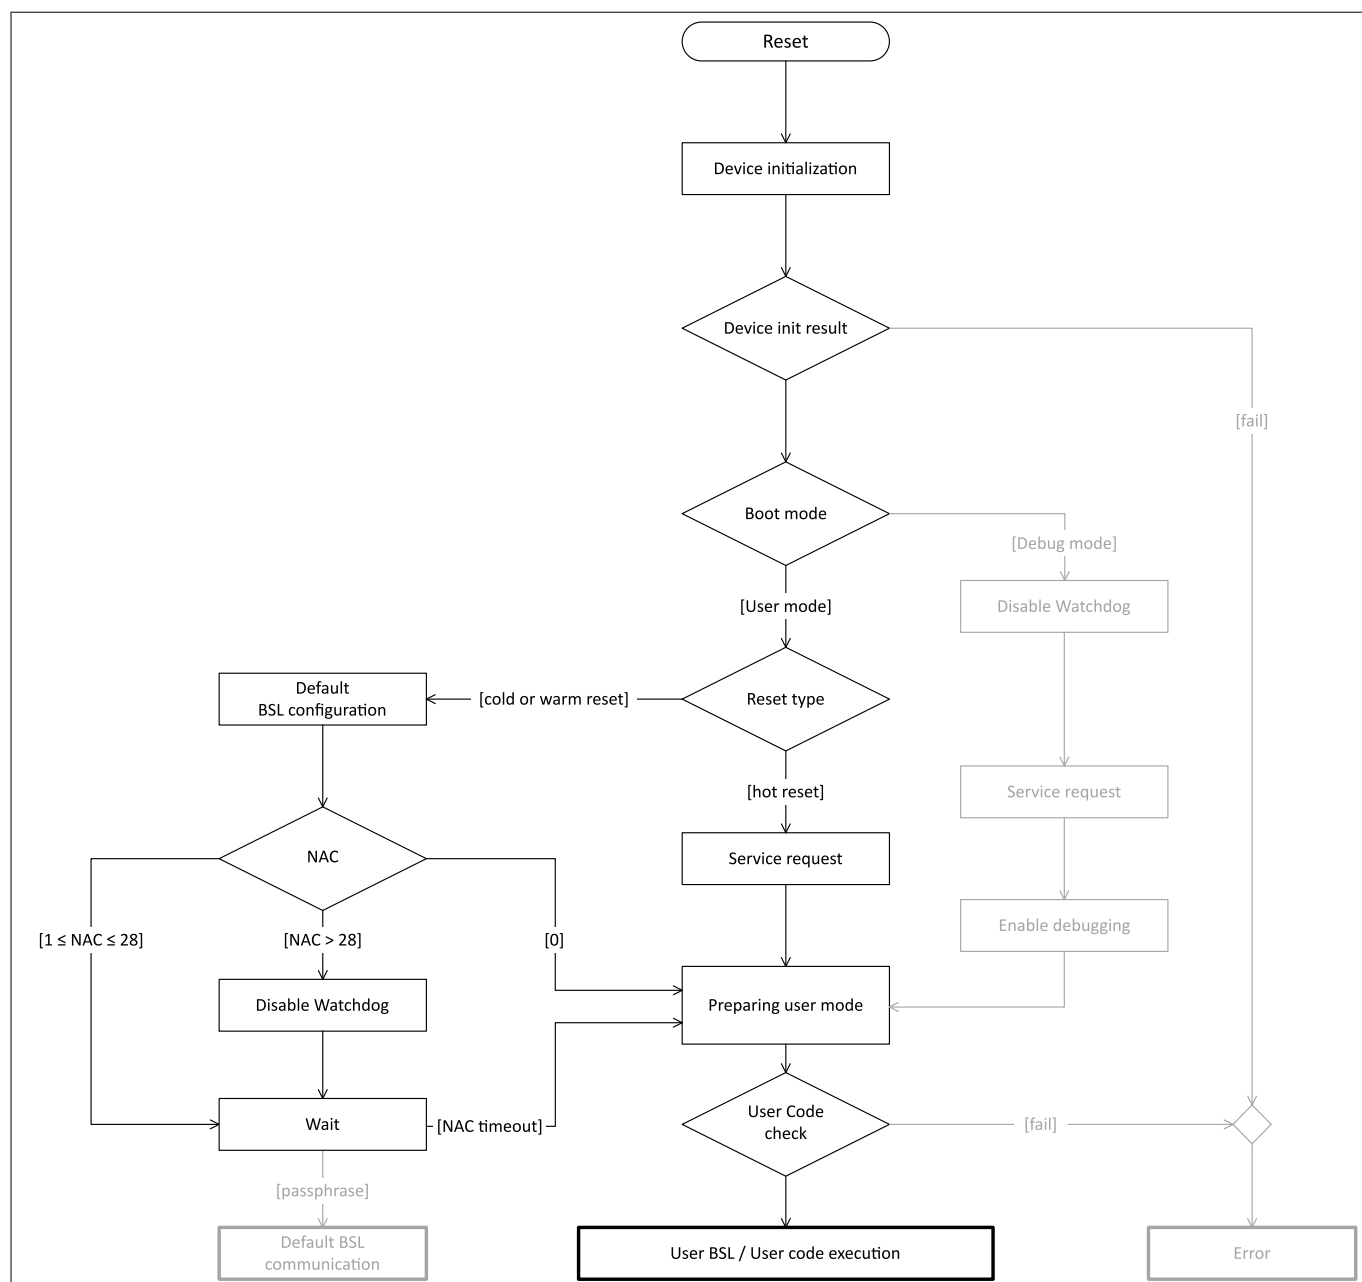 Reset
Device initialization
Device init result
[fail]
Boot mode
[Debug mode]
[User mode]
Disable Watchdog
Default
BSL configuration
[cold or warm reset]
Reset type
[hot reset]
Service request
NAC
Service request
[1 ≤ NAC ≤ 28]
[NAC > 28]
[0]
Enable debugging
Disable Watchdog
Preparing user mode
Wait
[NAC timeout]
User Code
check
[fail]
[passphrase]
Default BSL
communication
User BSL / User code execution
Error